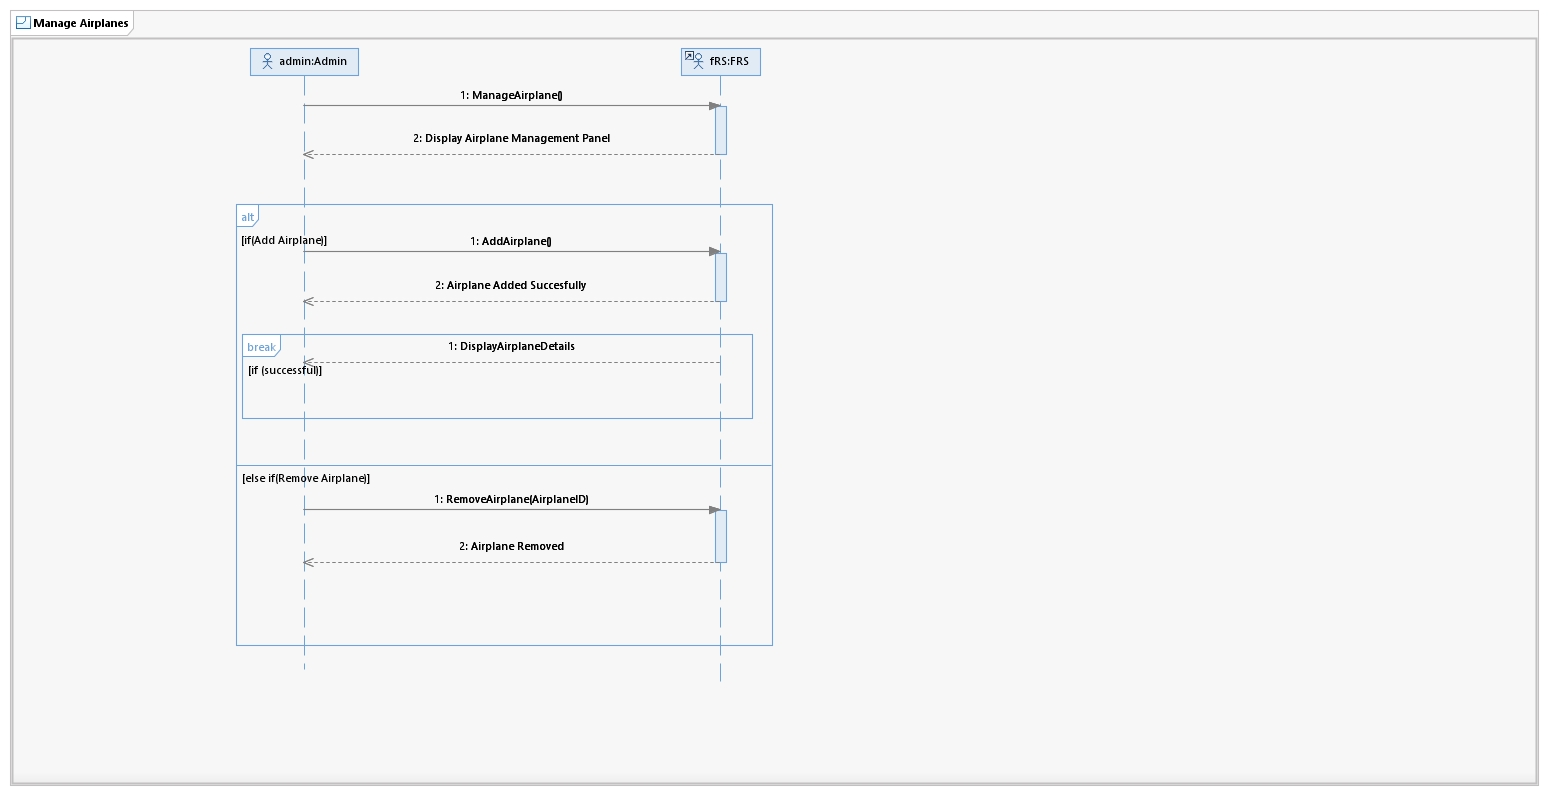 Manage Airplanes
admin:Admin
fRS:FRS
1: ManageAirplane()
2: Display Airplane Management Panel
alt
[if(Add Airplane)]
1: AddAirplane()
2: Airplane Added Succesfully
break
1: DisplayAirplaneDetails
[if (successful)]
[else if(Remove Airplane)]
1: RemoveAirplane(AirplaneID)
2: Airplane Removed